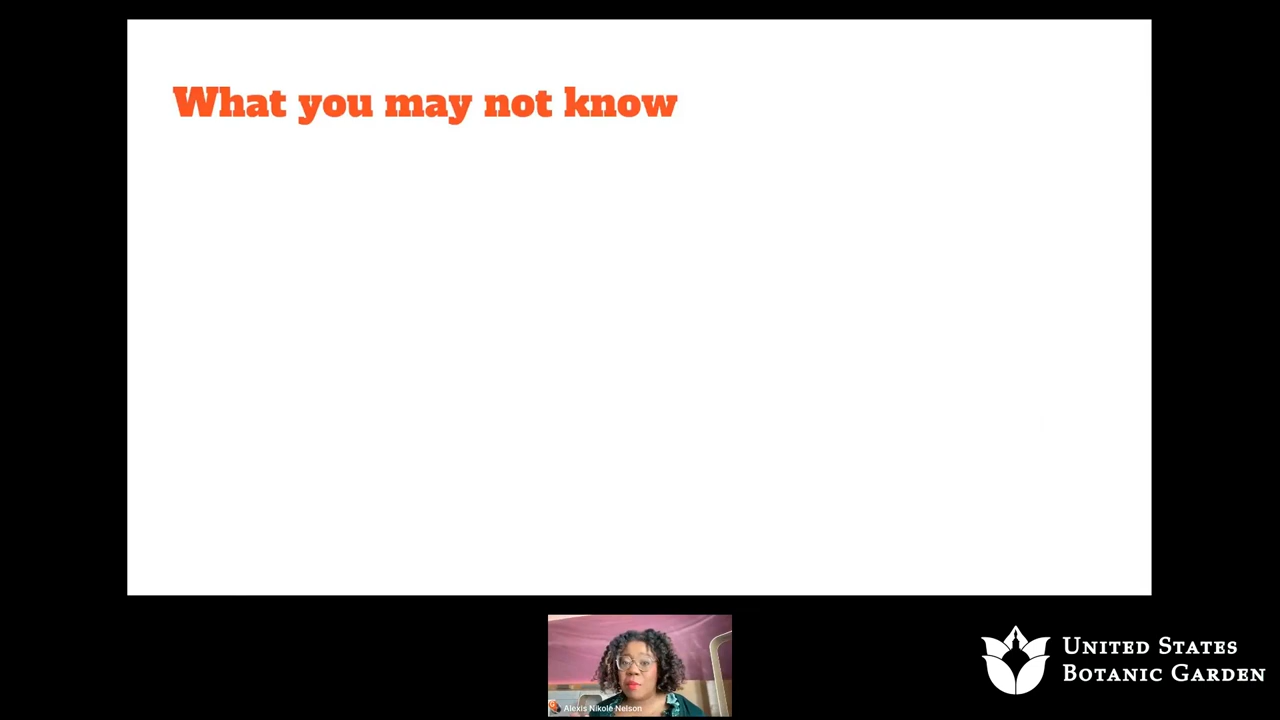 What you may not know
Alexis Nikole Nelson
United States
Botanic Garden